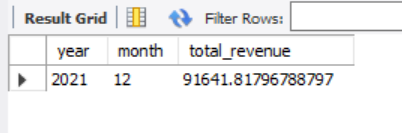 Result Grid Filter Rows:
year month total_revenue
2021 12 91641.81796788797